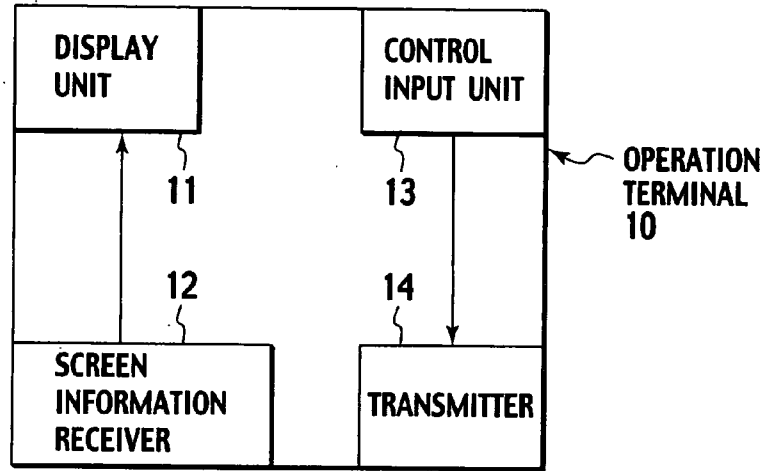 DISPLAY
UNIT
CONTROL
INPUT UNIT
11
13
OPERATION
TERMINAL
10
12
14
SCREEN
INFORMATION
RECEIVER
TRANSMITTER